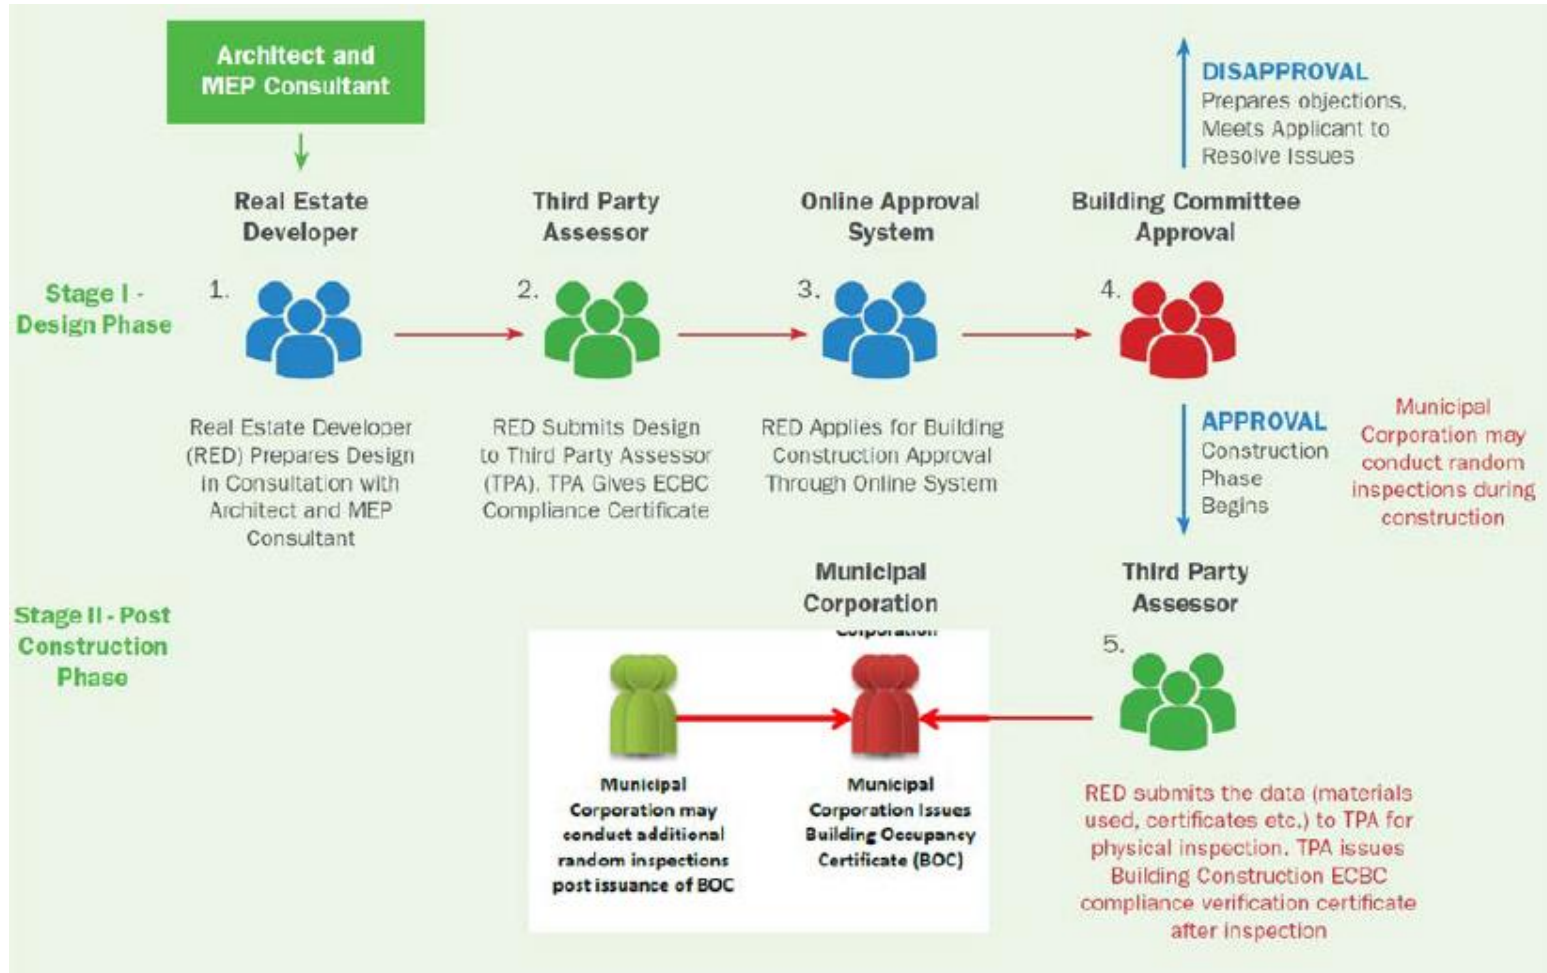 Architect and
MEP Consultant
DISAPPROVAL
Prepares objections,
Meets Applicant to
Resolve Issues
Real Estate
Developer
Third Party
Assessor
Online Approval
System
Building Committee
Approval
Stage I -
Design Phase
1.
2.
3.
4.
Real Estate Developer
(RED) Prepares Design
in Consultation with
Architect and MEP
Consultant
RED Submits Design
to Third Party Assessor
(TPA). TPA Gives ECBC
Compliance Certificate
RED Applies for Building
Construction Approval
Through Online System
APPROVAL
Construction
Phase
Begins
Municipal
Corporation may
conduct random
inspections during
construction
Stage II - Post
Construction
Phase
Municipal
Corporation
Corporation
Third Party
Assessor
5.
Municipal
Corporation may
conduct additional
random inspections
post issuance of BOC
Municipal
Corporation Issues
Building Occupancy
Certificate (BOC)
RED submits the data (materials
used, certificates etc.) to TPA for
physical inspection. TPA issues
Building Construction ECBC
compliance verification certificate
after inspection